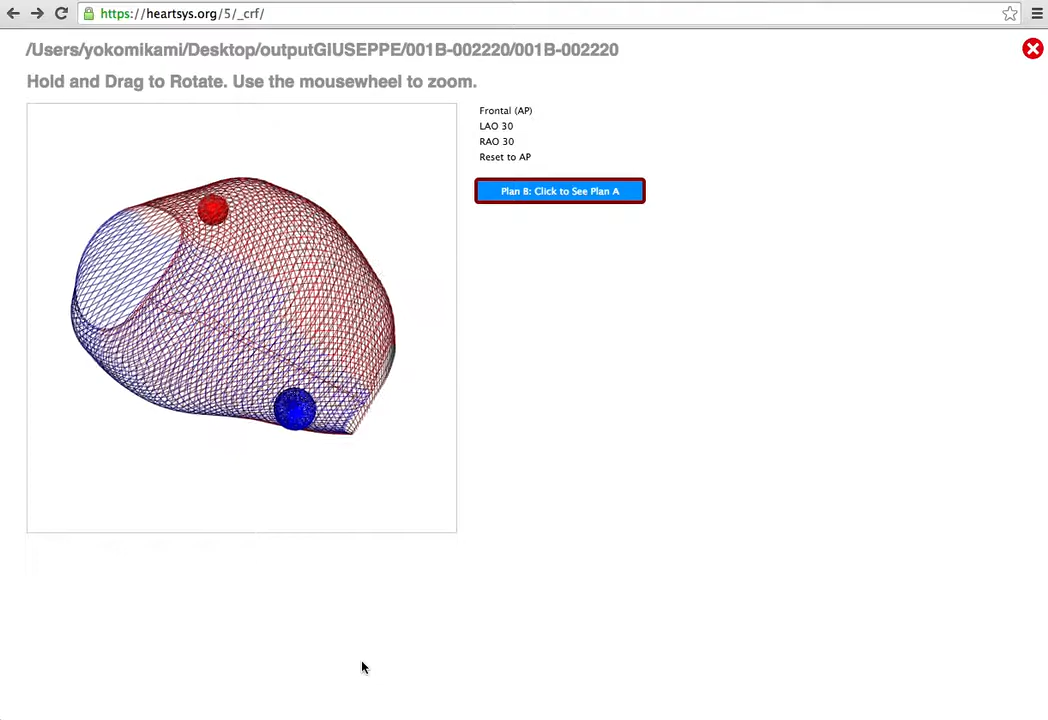 https://heartsys.org/5/_crf/
/Users/yokomikami/Desktop/outputGIUSEPPE/001B-002220/001B-002220
Hold and Drag to Rotate. Use the mousewheel to zoom.
Frontal (AP)
LAO 30
RAO 30
Reset to AP
Plan B: Click to See Plan A